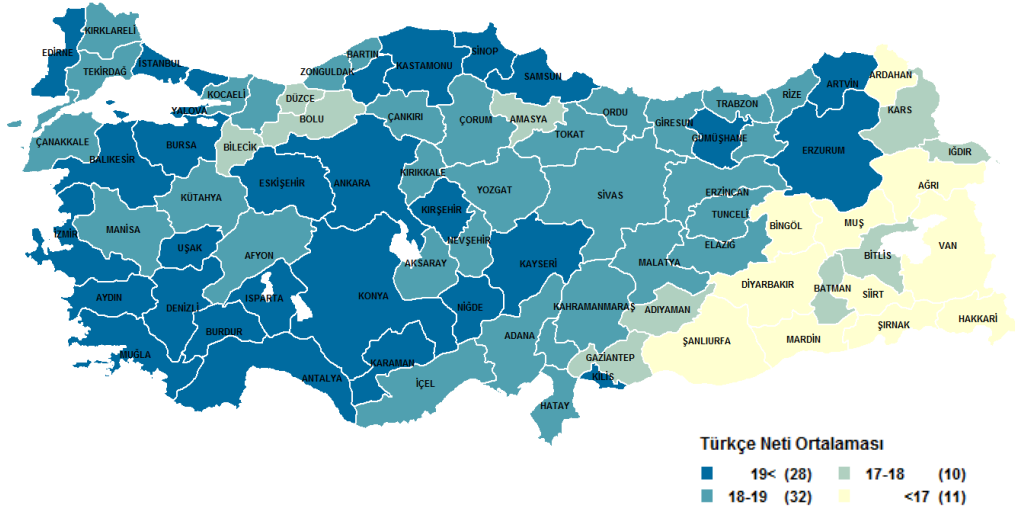 KIRKLARELİ
EDİRNE
TEKİRDAĞ
İSTANBUL
KOCAELİ
YALOVA
ÇANAKKALE
BALIKESİR
BURSA
BİLECİK
DÜZCE
BOLU
ZONGULDAK
BARTIN
KASTAMONU
SİNOP
SAMSUN
ÇANKIRI
ÇORUM
AMASYA
TOKAT
ORDU
GİRESUN
TRABZON
GÜMÜŞHANE
RİZE
ARTVİN
ARDAHAN
KARS
IĞDIR
ERZURUM
AĞRI
ESKİŞEHİR
ANKARA
KIRIKKALE
YOZGAT
SİVAS
ERZİNCAN
TUNCELİ
BİNGÖL
MUŞ
VAN
KÜTAHYA
MANİSA
İZMİR
UŞAK
AFYON
KIRŞEHİR
NEVŞEHİR
AKSARAY
KAYSERİ
MALATYA
ELAZIĞ
BİTLİS
DİYARBAKIR
BATMAN
SİİRT
AYDIN
DENİZLİ
ISPARTA
KONYA
NİĞDE
KAHRAMANMARAŞ
ADIYAMAN
ŞIRNAK
HAKKARİ
MUĞLA
BURDUR
ANTALYA
KARAMAN
İÇEL
ADANA
GAZİANTEP
KİLİS
ŞANLIURFA
MARDİN
HATAY
Türkçe Neti Ortalaması
19< (28) 17-18 (10)
18-19 (32) <17 (11)